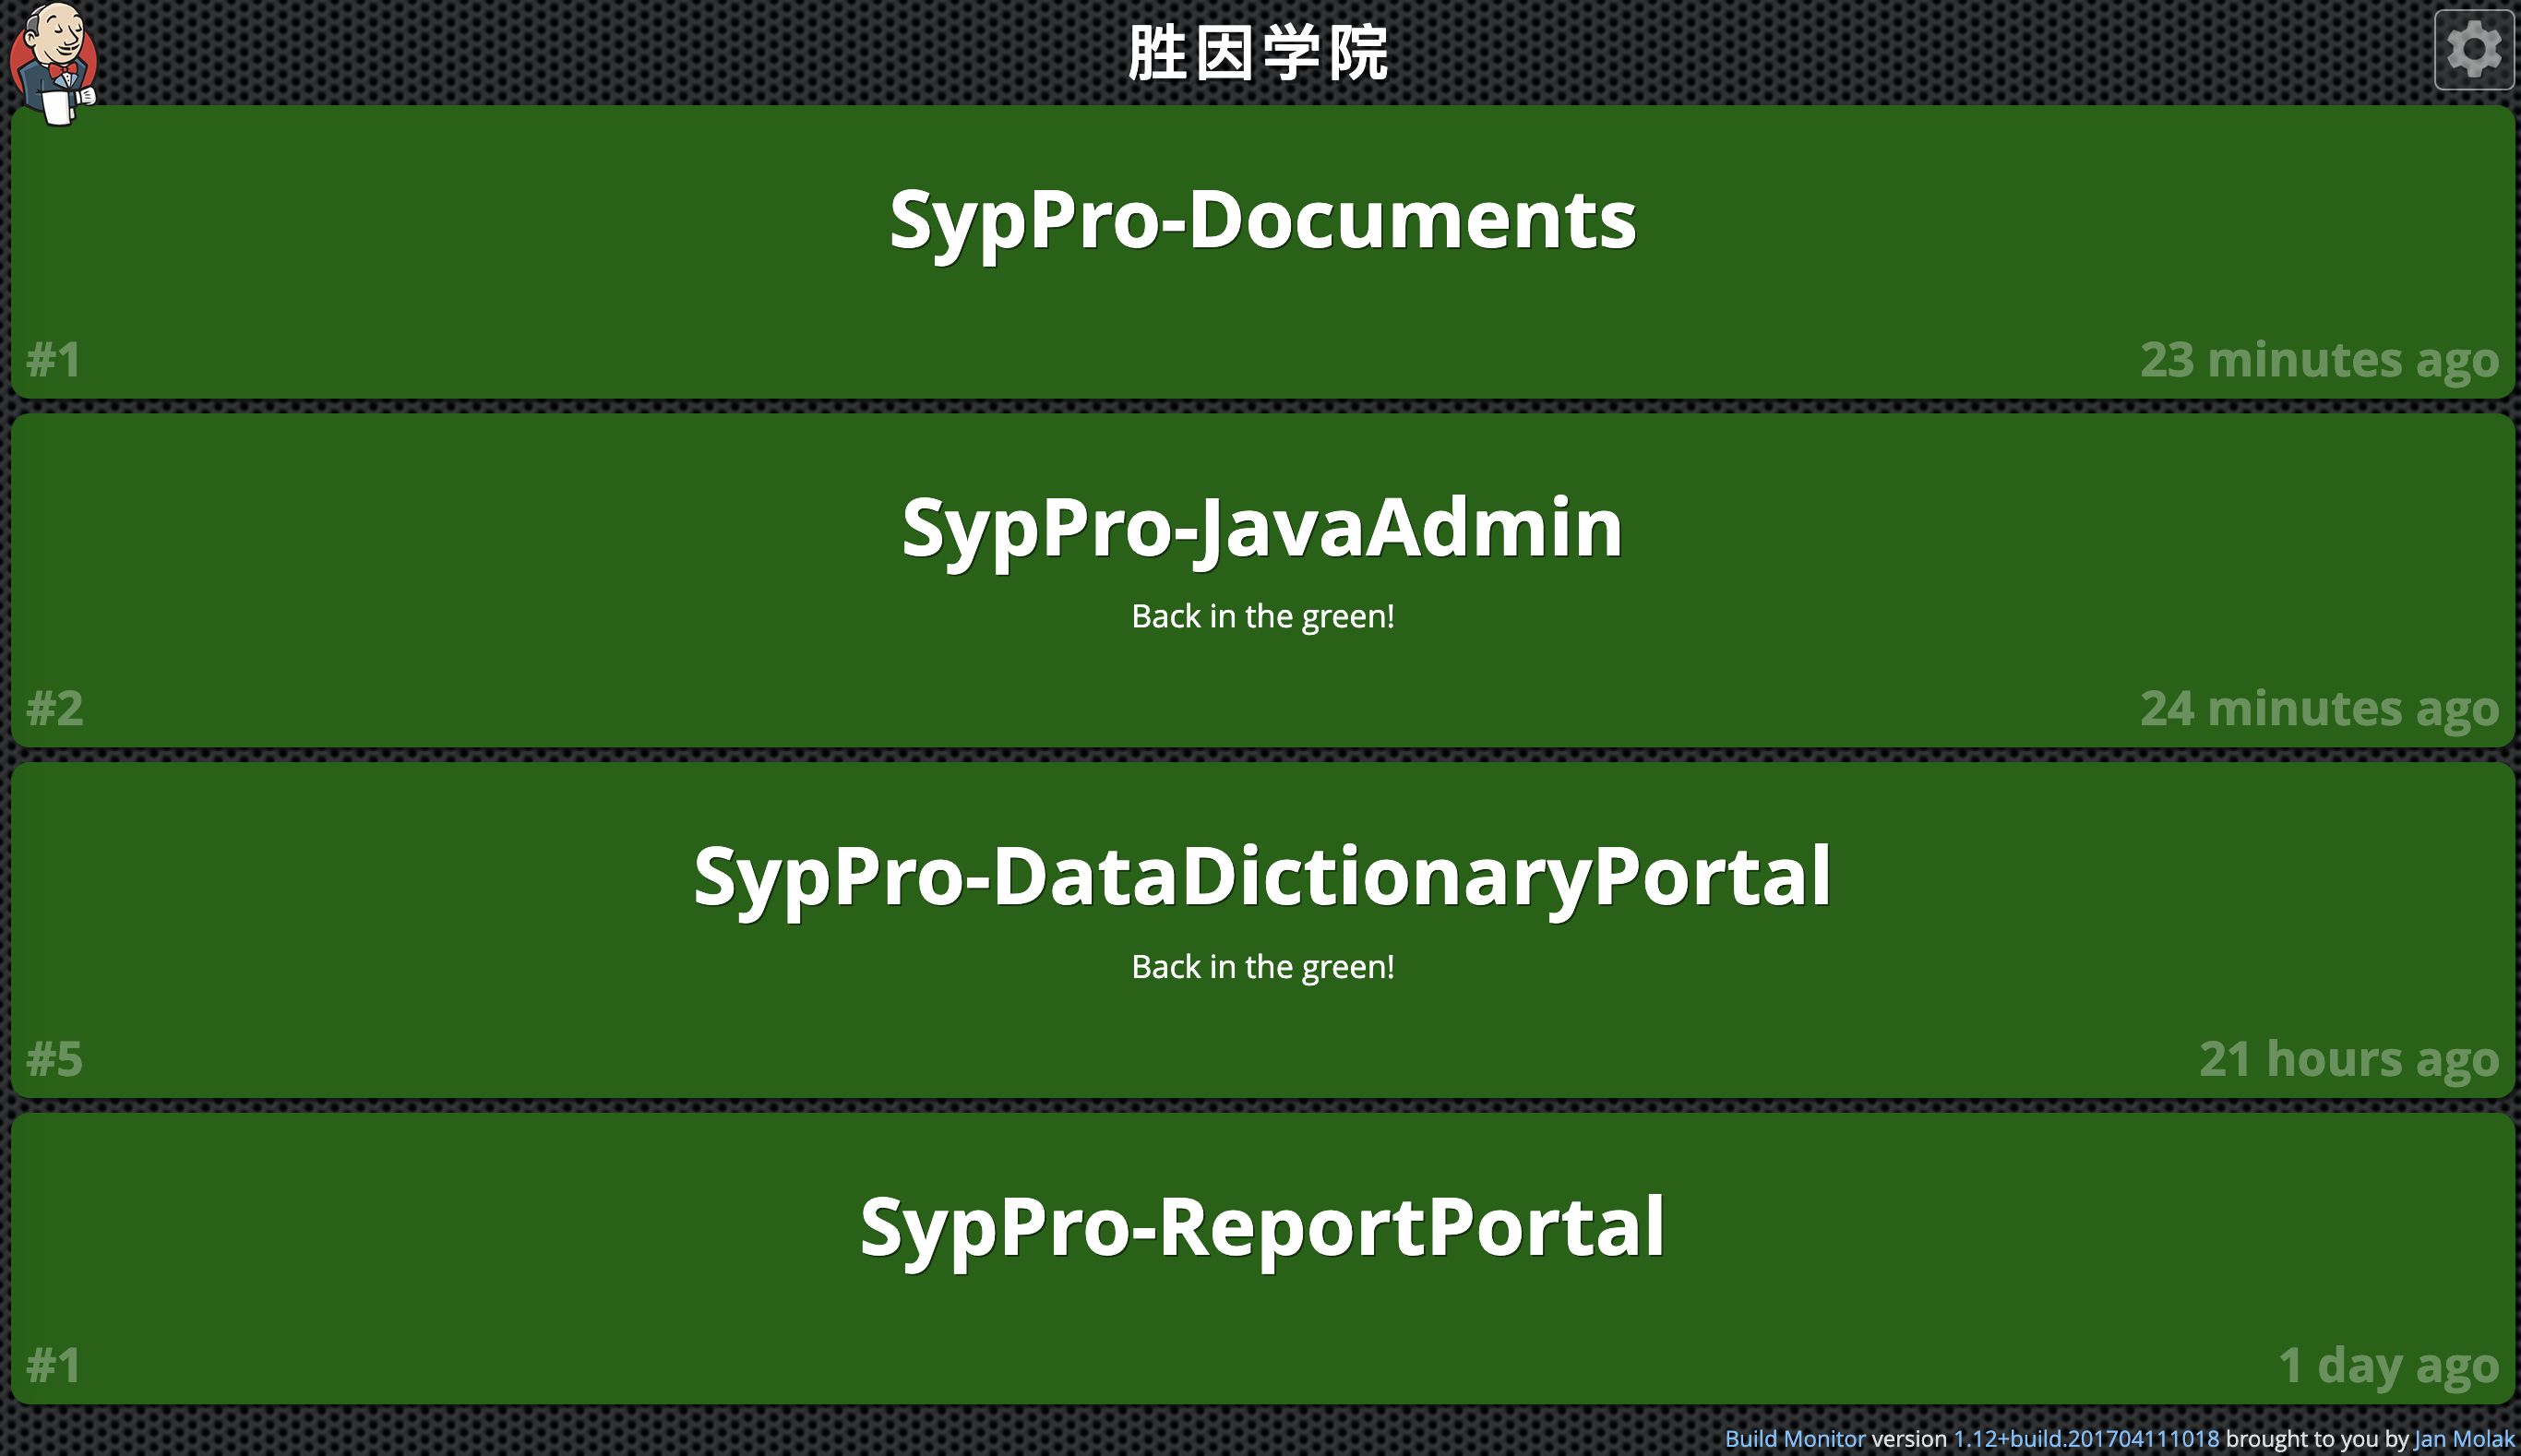 胜因学院
SypPro-Documents
#1
23 minutes ago
SypPro-JavaAdmin
Back in the green!
#2
24 minutes ago
SypPro-DataDictionaryPortal
Back in the green!
#5
21 hours ago
SypPro-ReportPortal
#1
1 day ago
Build Monitor version 1.12+build.201704111018 brought to you by Jan Molak